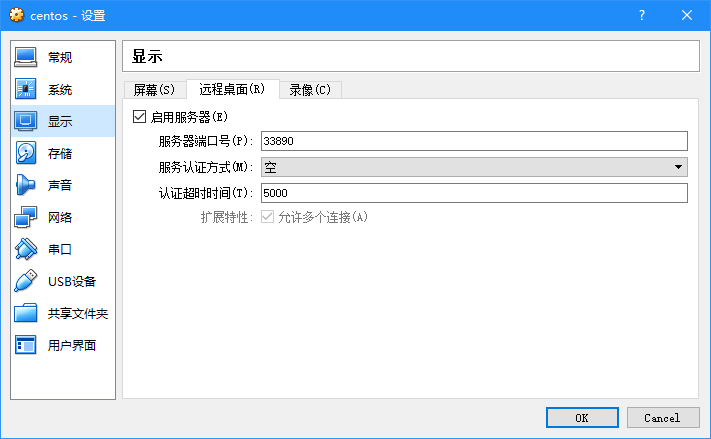 centos - 设置
常规
系统
显示
存储
声音
网络
串口
USB设备
共享文件夹
用户界面
显示
屏幕(S) 远程桌面(R) 录像(C)
启用服务器(E)
服务器端口号(P): 33890
服务认证方式(M): 空
认证超时时间(T): 5000
扩展特性: 允许多个连接(A)
OK Cancel